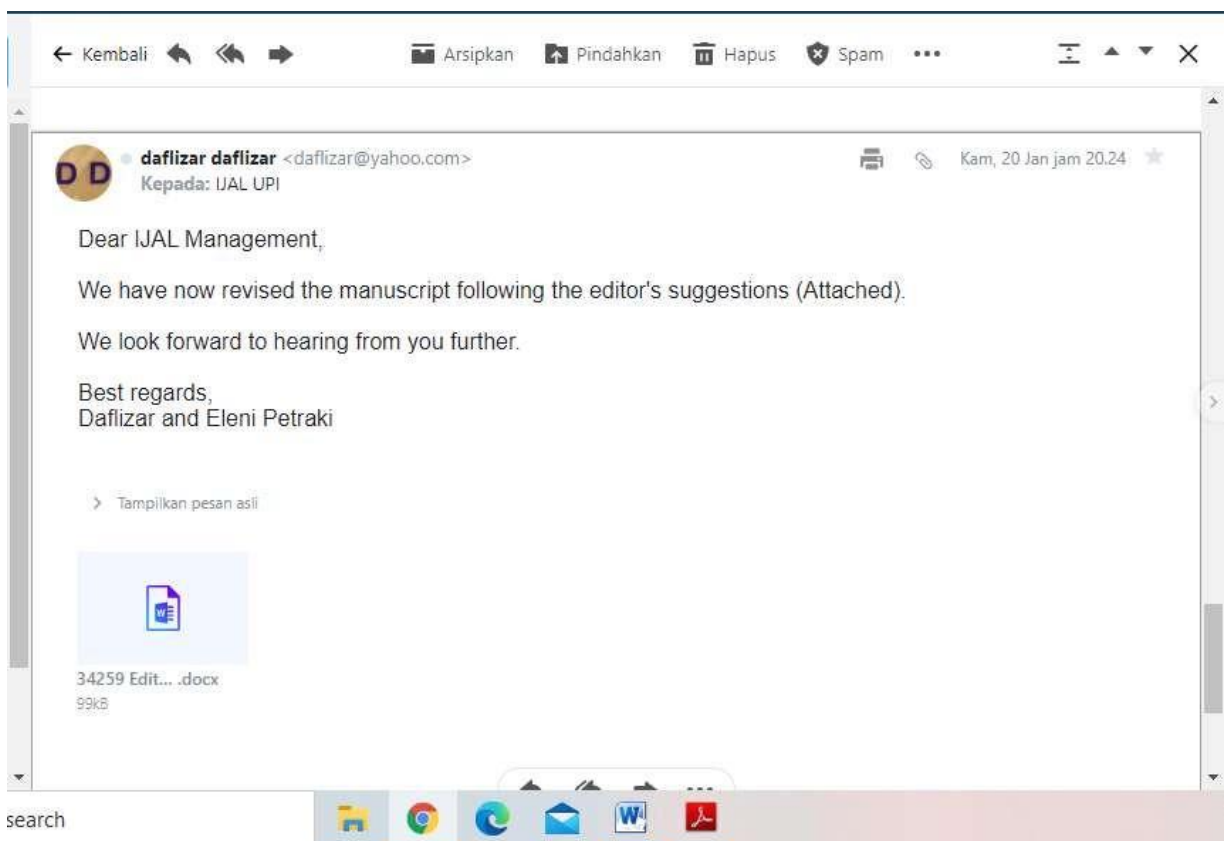 Kembali Arsipkan Pindahkan Hapus Spam
daflizar daflizar <daflizar@yahoo.com> Kam, 20 Jan jam 20.24
D D
Kepada: IJAL UPI
Dear IJAL Management,
We have now revised the manuscript following the editor's suggestions (Attached).
We look forward to hearing from you further.
Best regards,
Daflizar and Eleni Petraki
Tampilkan pesan asli
34259 Edit... .docx
99kB
search